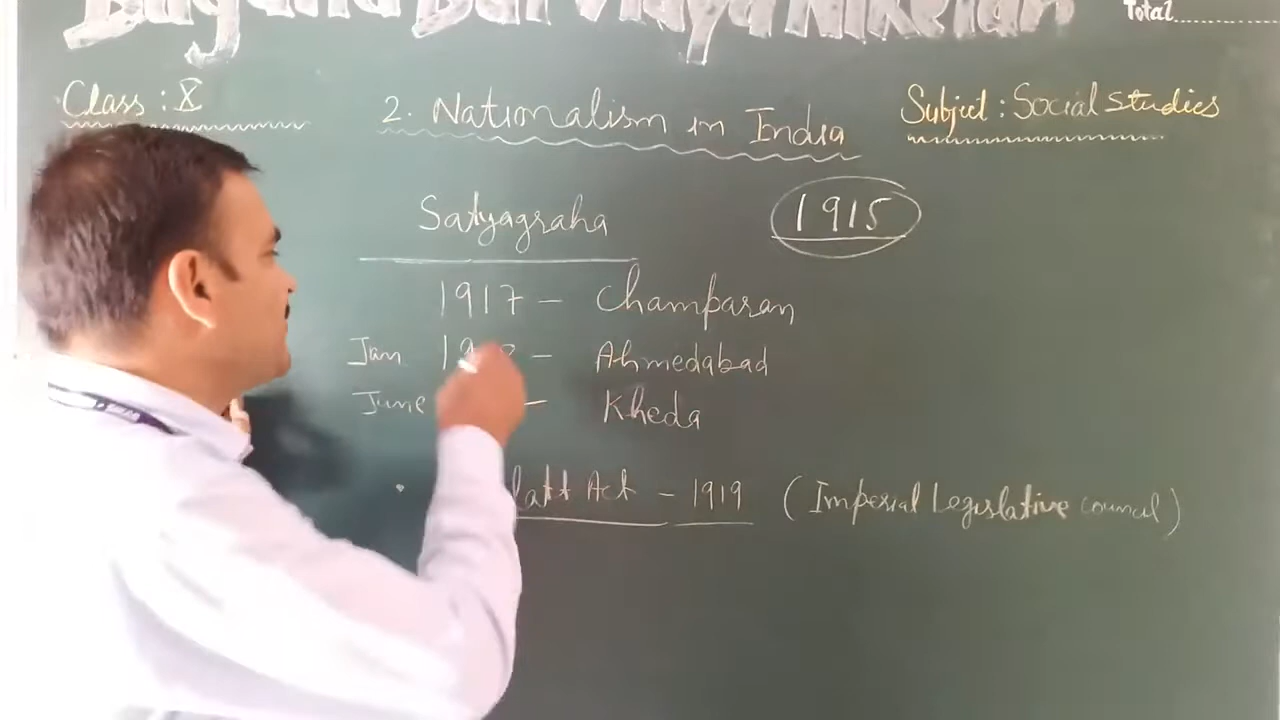 Total
Class : X
2. Nationalism in India
Subject : Social Studies
Satyagraha
1915
1917 - Champaran
Jan - Ahmedabad
June - Kheda
Act - 1919 (Imperial Legislative council)